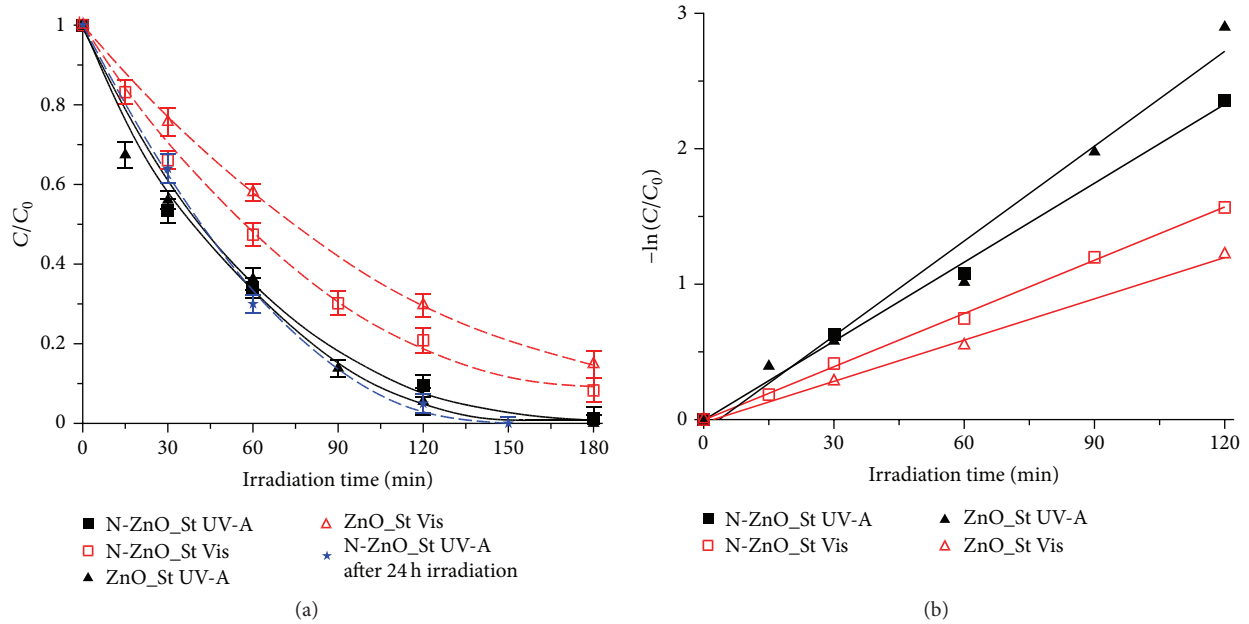 1
0.8
0.6
0.4
0.2
0
C/C0
0 30 60 90 120 150 180
Irradiation time (min)
N-ZnO_St UV-A
N-ZnO_St Vis
ZnO_St UV-A
ZnO_St Vis
N-ZnO_St UV-A
after 24 h irradiation
(a)
−3
2
1
0
−ln (C/C0)
0 30 60 90 120
Irradiation time (min)
N-ZnO_St UV-A
N-ZnO_St Vis
ZnO_St UV-A
ZnO_St Vis
(b)